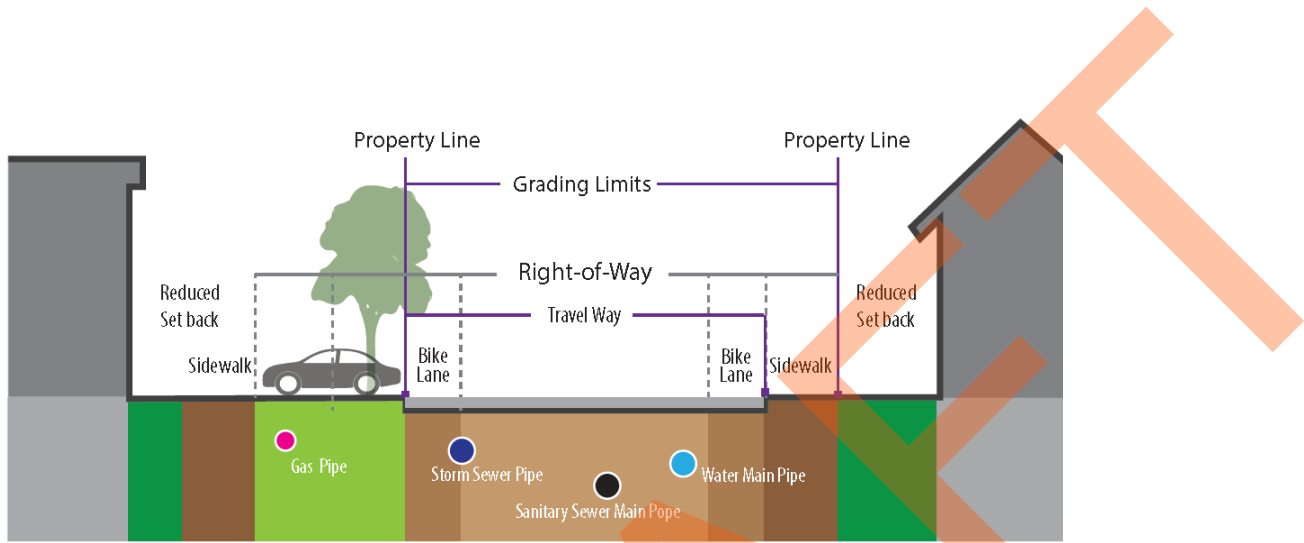 Property Line
Property Line
Grading Limits
Right-of-Way
Reduced
Set back
Travel Way
Reduced
Set back
Sidewalk
Bike
Lane
Bike
Lane
Sidewalk
Gas Pipe
Storm Sewer Pipe
Water Main Pipe
Sanitary Sewer Main Pope